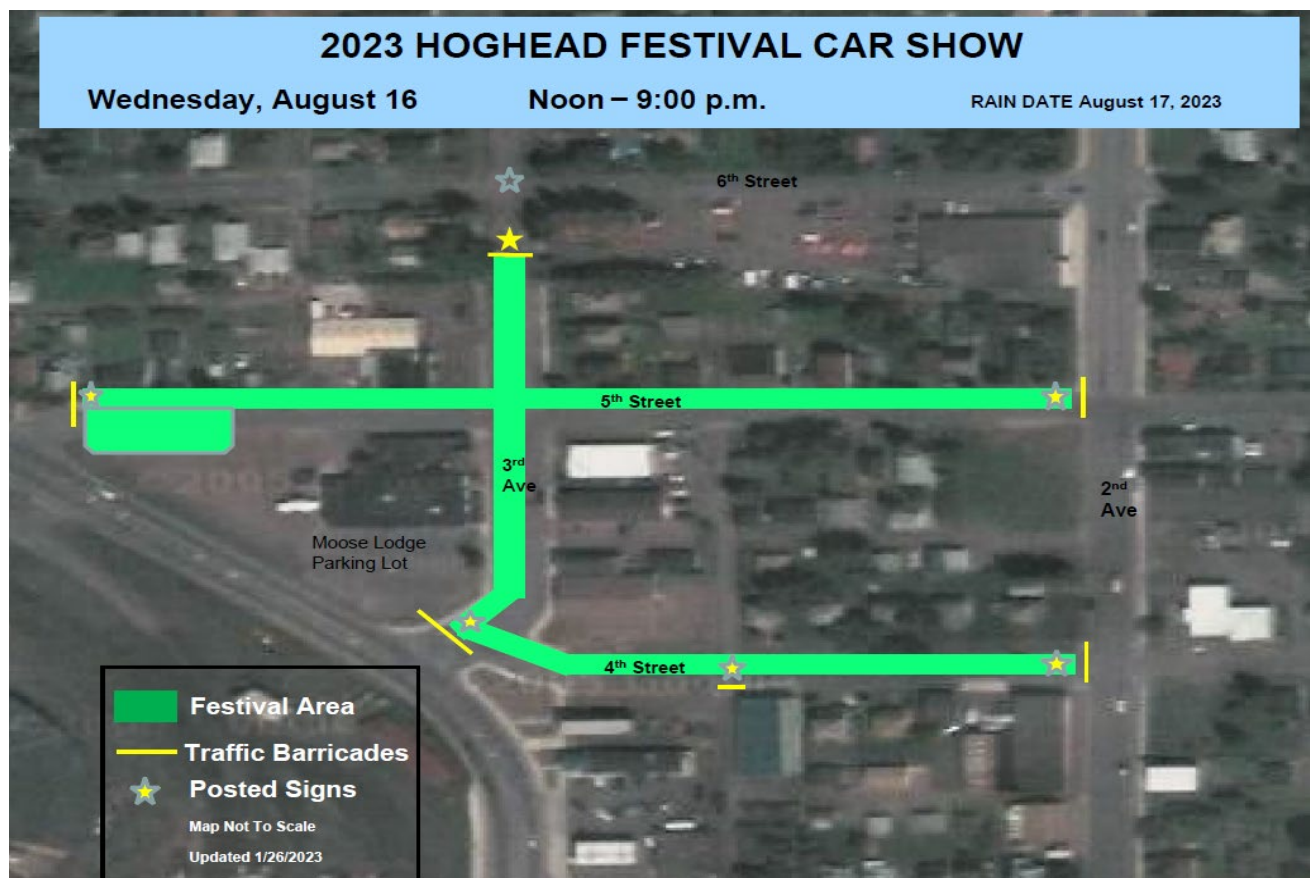 2023 HOGHEAD FESTIVAL CAR SHOW
Wednesday, August 16 Noon – 9:00 p.m. RAIN DATE August 17, 2023
6th Street
5th Street
3rd
Ave
2nd
Ave
Moose Lodge
Parking Lot
4th Street
Festival Area
Traffic Barricades
Posted Signs
Map Not To Scale
Updated 1/26/2023